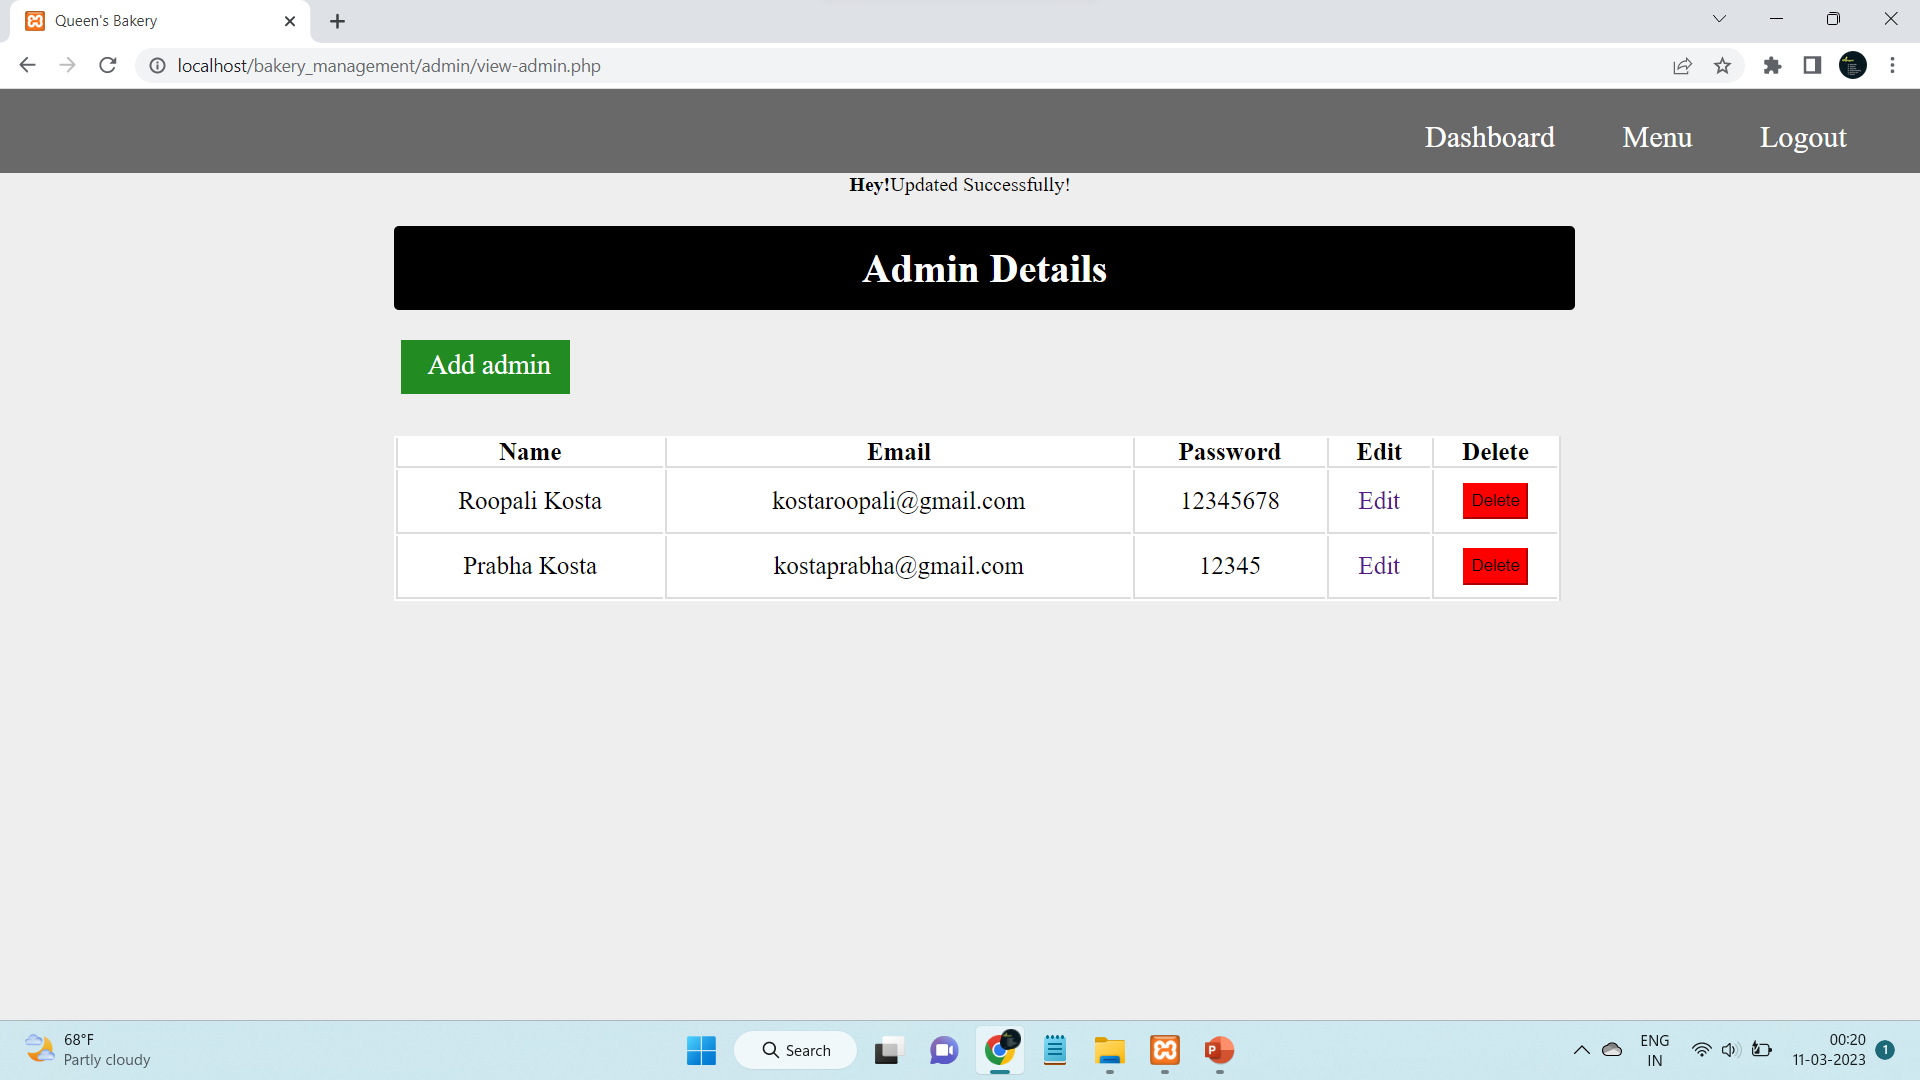 Queen's Bakery
localhost/bakery_management/admin/view-admin.php
Dashboard Menu Logout
Hey!Updated Successfully!
Admin Details
Add admin
Name Email Password Edit Delete
Roopali Kosta kostaroopali@gmail.com 12345678 Edit Delete
Prabha Kosta kostaprabha@gmail.com 12345 Edit Delete
68°F
Partly cloudy
Search
P
ENG
IN
00:20
11-03-2023
1